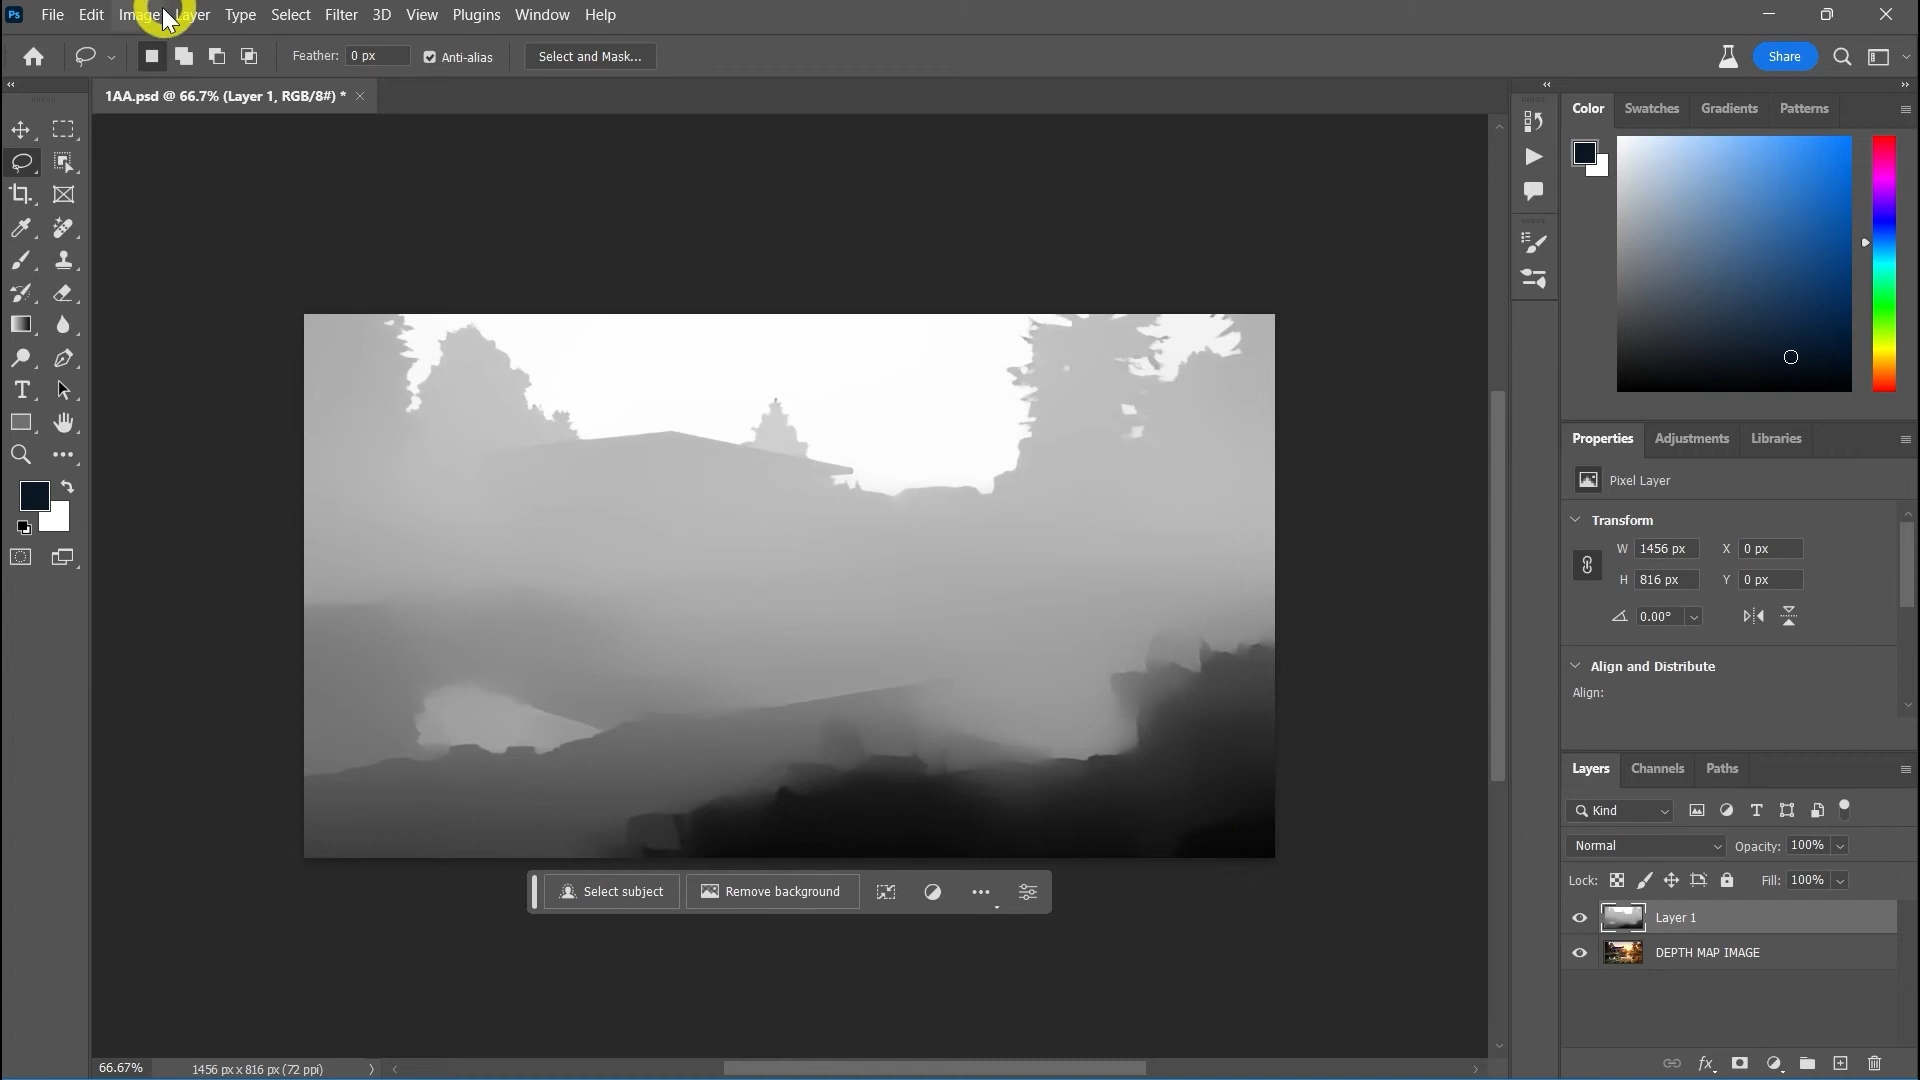 Ps File Edit Image Layer Type Select Filter 3D View Plugins Window Help
Feather: 0 px Anti-alias Select and Mask... Share
1AA.psd @ 66.7% (Layer 1, RGB/8#) *
Color Swatches Gradients Patterns
Properties Adjustments Libraries
Pixel Layer
Transform
W 1456 px X 0 px
H 816 px Y 0 px
0.00°
Align and Distribute
Align:
Layers Channels Paths
Kind
Normal Opacity: 100%
Lock: Fill: 100%
Layer 1
DEPTH MAP IMAGE
Select subject Remove background
66.67% 1456 px x 816 px (72 ppi)